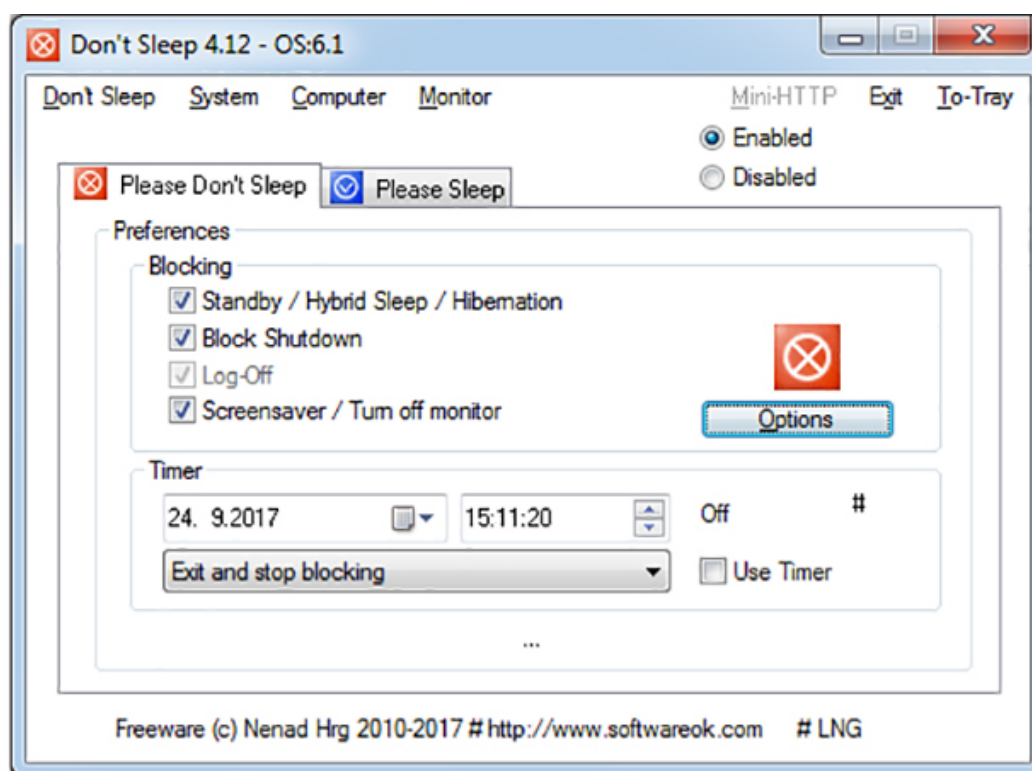 Don't Sleep 4.12 - OS:6.1
Don't Sleep System Computer Monitor Mini-HTTP Exit To-Tray
Enabled
Disabled
Please Don't Sleep Please Sleep
Preferences
Blocking
Standby / Hybrid Sleep / Hibernation
Block Shutdown
Log-Off
Screensaver / Turn off monitor
Options
Timer
24. 9.2017 15:11:20 Off #
Exit and stop blocking Use Timer
...
Freeware (c) Nenad Hrg 2010-2017 # http://www.softwareok.com # LNG